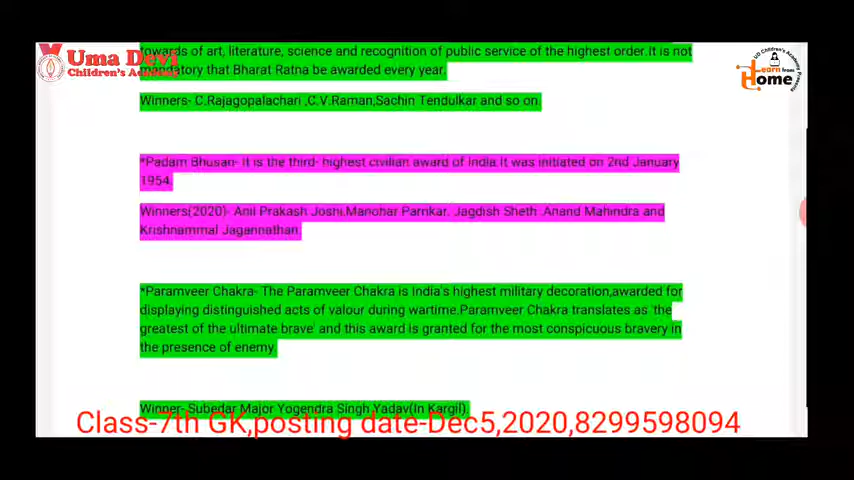 Uma Devi
Children's Academy
UD Children's Academy
Learn from
Home
towards of art, literature, science and recognition of public service of the highest order.It is not
mandatory that Bharat Ratna be awarded every year.
Winners- C.Rajagopalachari ,C.V.Raman,Sachin Tendulkar and so on.
*Padam Bhusan- It is the third- highest civilian award of India.It was initiated on 2nd January
1954.
Winners(2020)- Anil Prakash Joshi,Manohar Parrikar, Jagdish Sheth ,Anand Mahindra and
Krishnammal Jagannathan.
*Paramveer Chakra- The Paramveer Chakra is India's highest military decoration,awarded for
displaying distinguished acts of valour during wartime.Paramveer Chakra translates as 'the
greatest of the ultimate brave' and this award is granted for the most conspicuous bravery in
the presence of enemy.
Winner- Subedar Major Yogendra Singh Yadav(In Kargil).
Class-7th GK,posting date-Dec5,2020,8299598094